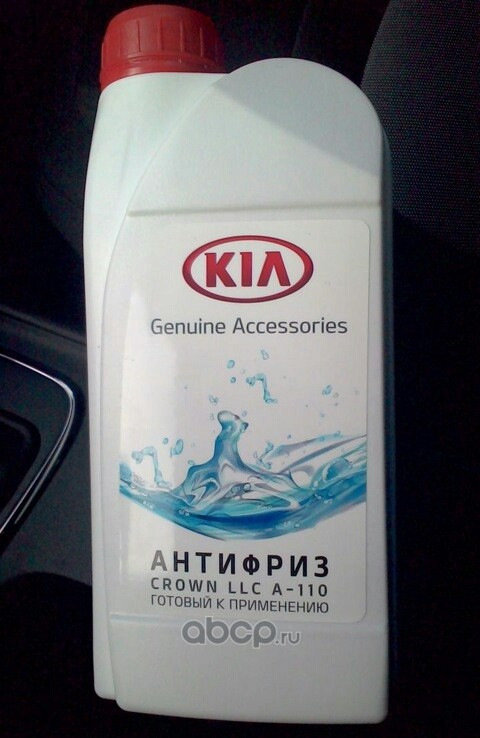 KIA
Genuine Accessories
АНТИФРИЗ
CROWN LLC A-110
ГОТОВЫЙ К ПРИМЕНЕНИЮ
abcp.ru